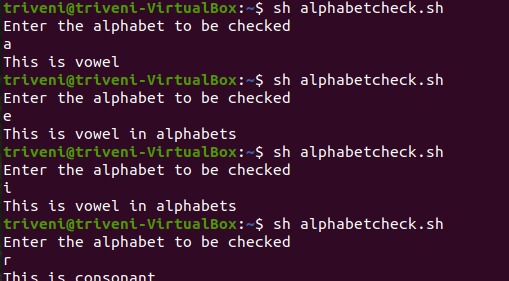 triveni@triveni-VirtualBox:~$ sh alphabetcheck.sh
Enter the alphabet to be checked
a
This is vowel
triveni@triveni-VirtualBox:~$ sh alphabetcheck.sh
Enter the alphabet to be checked
e
This is vowel in alphabets
triveni@triveni-VirtualBox:~$ sh alphabetcheck.sh
Enter the alphabet to be checked
i
This is vowel in alphabets
triveni@triveni-VirtualBox:~$ sh alphabetcheck.sh
Enter the alphabet to be checked
r
This is consonant